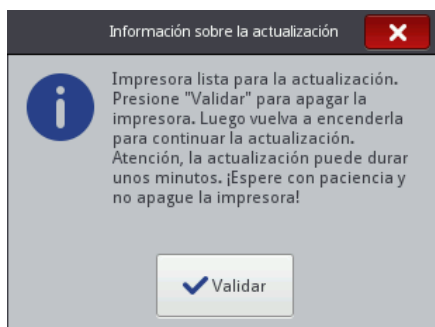 Información sobre la actualización
Impresora lista para la actualización.
Presione "Validar" para apagar la
impresora. Luego vuelva a encenderla
para continuar la actualización.
Atención, la actualización puede durar
unos minutos. ¡Espere con paciencia y
no apague la impresora!
Validar